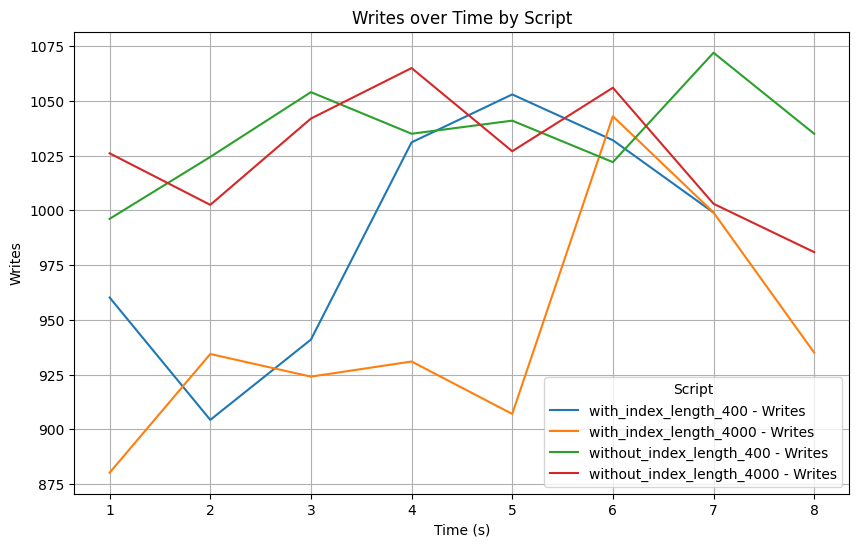 Writes over Time by Script
1075
1050
1025
1000
975
950
925
900
875
Writes
1 2 3 4 5 6 7 8
Time (s)
Script
with_index_length_400 - Writes
with_index_length_4000 - Writes
without_index_length_400 - Writes
without_index_length_4000 - Writes